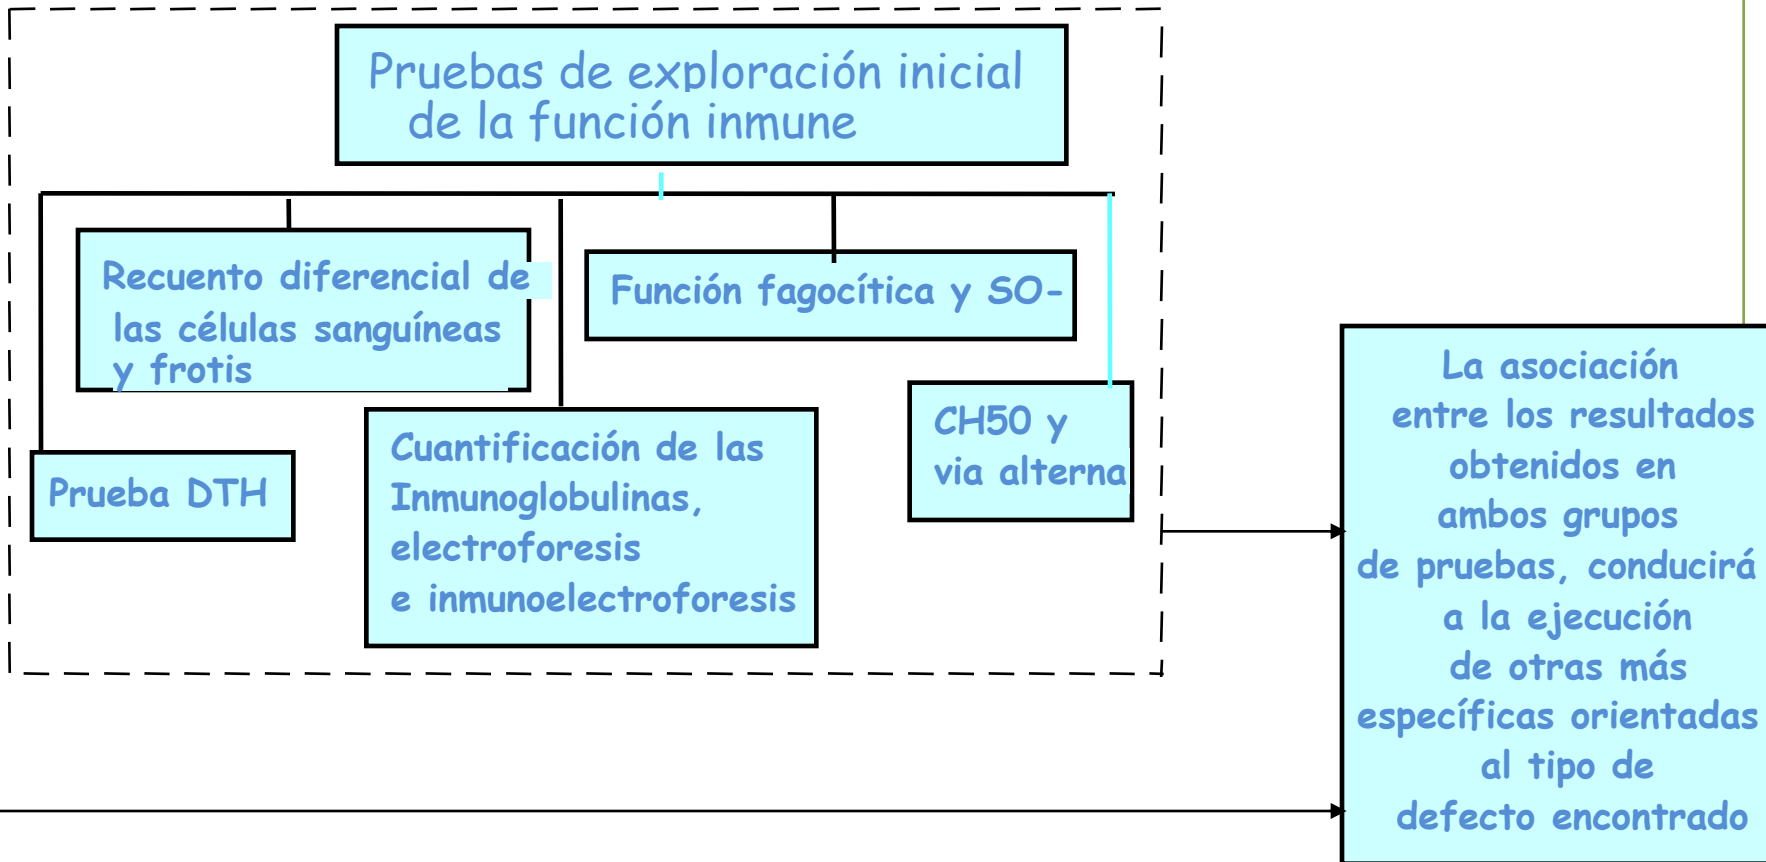 Pruebas de exploración inicial
de la función inmune
Recuento diferencial de
las células sanguíneas
y frotis
Función fagocítica y SO-
Prueba DTH
Cuantificación de las
Inmunoglobulinas,
electroforesis
e inmunoelectroforesis
CH50 y
via alterna
La asociación
entre los resultados
obtenidos en
ambos grupos
de pruebas, conducirá
a la ejecución
de otras más
específicas orientadas
al tipo de
defecto encontrado